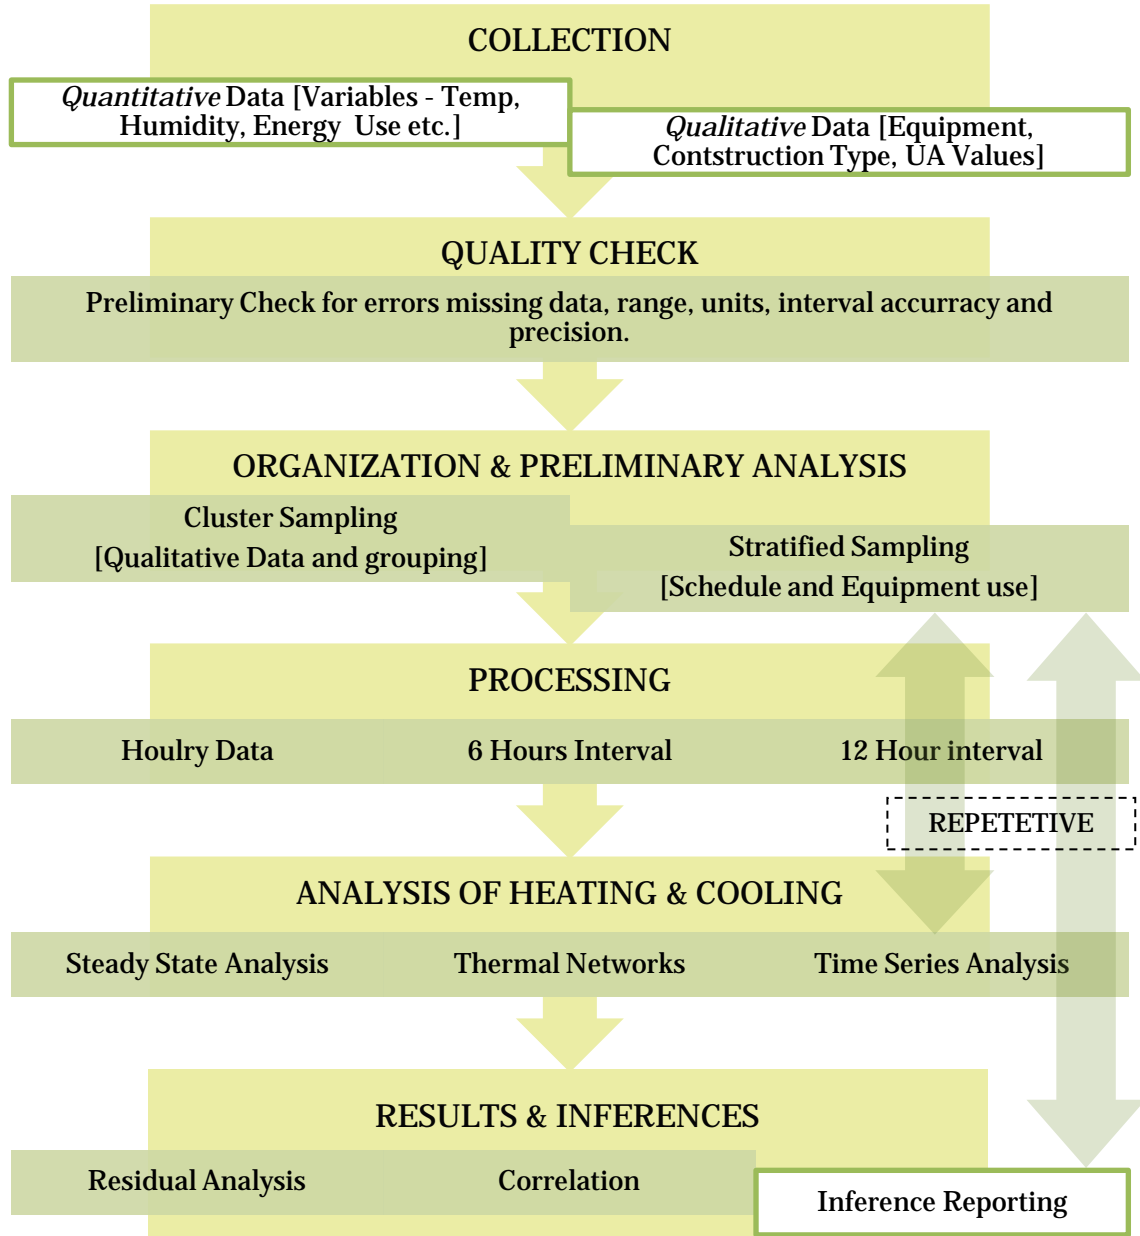 COLLECTION
Quantitative Data [Variables - Temp,
Humidity, Energy Use etc.]
Qualitative Data [Equipment,
Contstruction Type, UA Values]
QUALITY CHECK
Preliminary Check for errors missing data, range, units, interval accurracy and
precision.
ORGANIZATION & PRELIMINARY ANALYSIS
Cluster Sampling
[Qualitative Data and grouping]
Stratified Sampling
[Schedule and Equipment use]
PROCESSING
Houlry Data
6 Hours Interval
12 Hour interval
REPETETIVE
ANALYSIS OF HEATING & COOLING
Steady State Analysis
Thermal Networks
Time Series Analysis
RESULTS & INFERENCES
Residual Analysis
Correlation
Inference Reporting